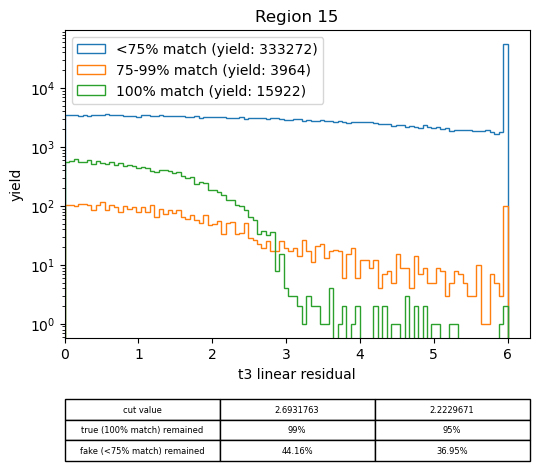 Region 15
<75% match (yield: 333272)
75-99% match (yield: 3964)
100% match (yield: 15922)
yield
10⁴
10³
10²
10¹
10⁰
0 1 2 3 4 5 6
t3 linear residual
cut value 2.6931763 2.2229671
true (100% match) remained 99% 95%
fake (<75% match) remained 44.16% 36.95%